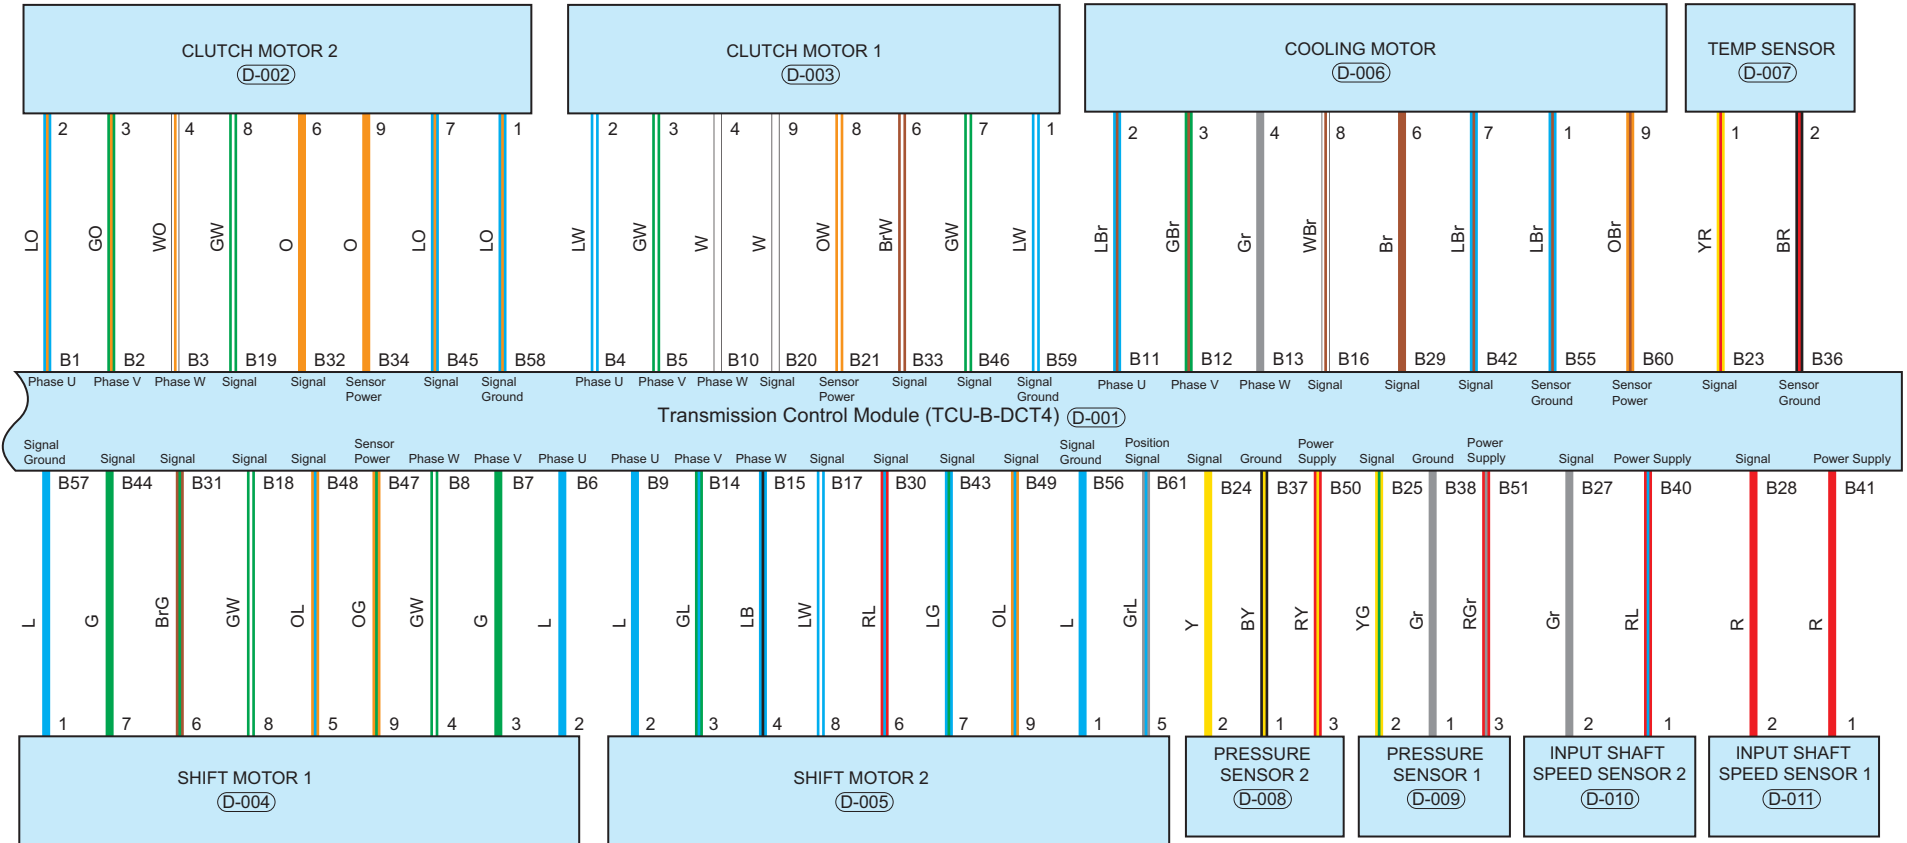 CLUTCH MOTOR 2
D-002
CLUTCH MOTOR 1
D-003
COOLING MOTOR
D-006
TEMP SENSOR
D-007
2 3 4 8 6 9 7 1
2 3 4 9 8 6 7 1
2 3 4 8 6 7 1 9
1 2
LO GO WO GW O O LO LO
LW GW W W OW BrW GW LW
LBr GBr Gr WBr Br LBr LBr OBr
YR BR
B1 B2 B3 B19 B32 B34 B45 B58
B4 B5 B10 B20 B21 B33 B46 B59
B11 B12 B13 B16 B29 B42 B55 B60
B23 B36
Phase U Phase V Phase W Signal Signal Sensor Power Signal Signal Ground
Phase U Phase V Phase W Signal Sensor Power Signal Signal Signal Ground
Phase U Phase V Phase W Signal Signal Signal Sensor Ground Sensor Power
Signal Sensor Ground
Transmission Control Module (TCU-B-DCT4) D-001
Signal Ground Signal Signal Signal Signal Sensor Power Phase W Phase V Phase U
Phase U Phase V Phase W Signal Signal Signal Signal Signal Ground Position Signal
Signal Ground Power Supply
Signal Ground Power Supply
Signal Power Supply
Signal Power Supply
B57 B44 B31 B18 B48 B47 B8 B7 B6
B9 B14 B15 B17 B30 B43 B49 B56 B61
B24 B37 B50
B25 B38 B51
B27 B40
B28 B41
L G BrG GW OL OG GW G L
L GL LB LW RL LG OL L GrL
Y BY RY
YG Gr RGr
Gr RL
R R
1 7 6 8 5 9 4 3 2
2 3 4 8 6 7 9 1 5
2 1 3
2 1 3
2 1
2 1
SHIFT MOTOR 1
D-004
SHIFT MOTOR 2
D-005
PRESSURE
SENSOR 2
D-008
PRESSURE
SENSOR 1
D-009
INPUT SHAFT
SPEED SENSOR 2
D-010
INPUT SHAFT
SPEED SENSOR 1
D-011